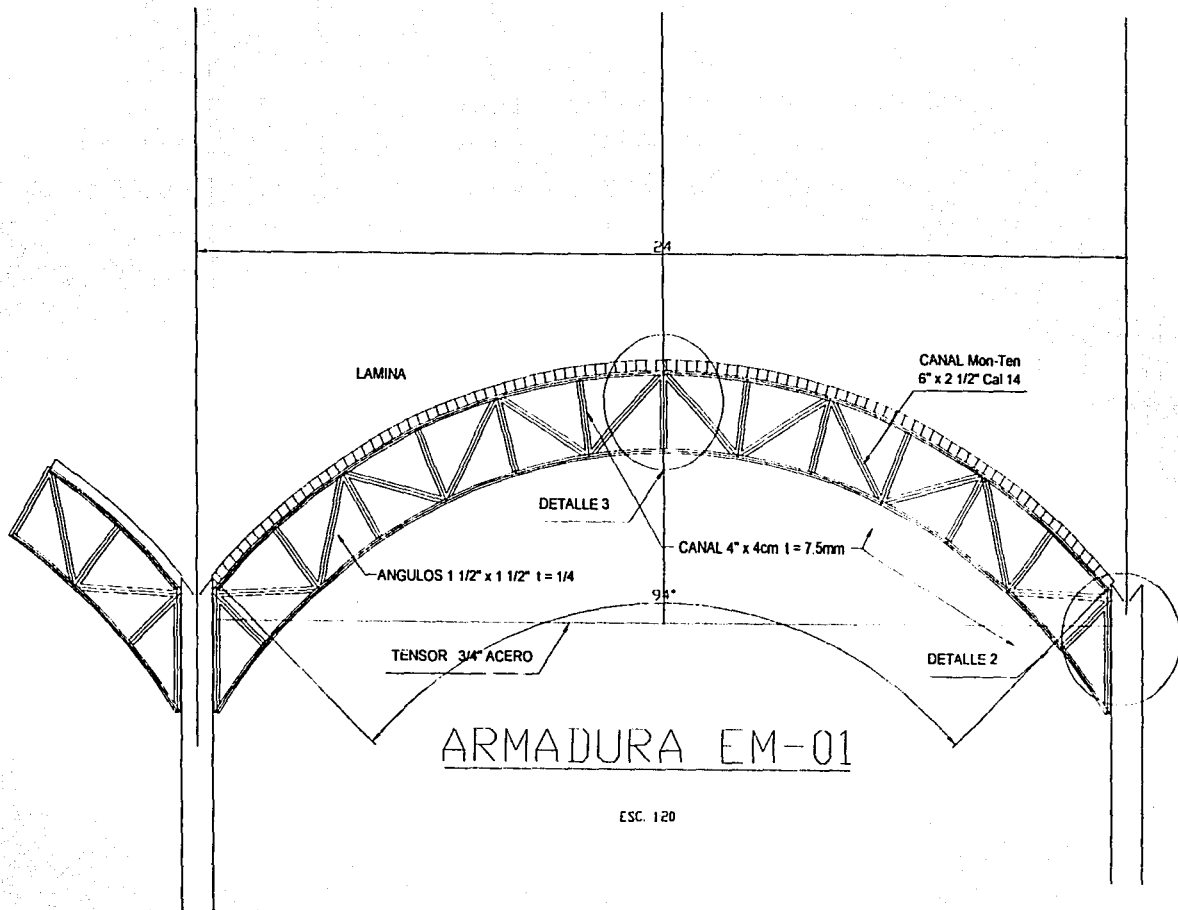 24
LAMINA
CANAL Mon-Ten
6" x 2 1/2" Cal 14
DETALLE 3
CANAL 4" x 4cm t = 7.5mm
ANGULOS 1 1/2" x 1 1/2" t = 1/4
94°
TENSOR 3/4" ACERO
DETALLE 2
ARMADURA EM-01
ESC. 120